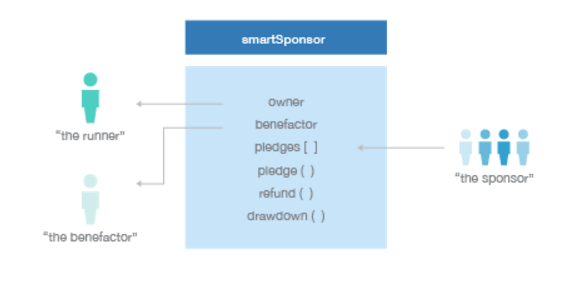 smartSponsor
owner
benefactor
pledges [ ]
pledge ( )
refund ( )
drawdown ( )
“the runner”
“the benefactor”
“the sponsor”